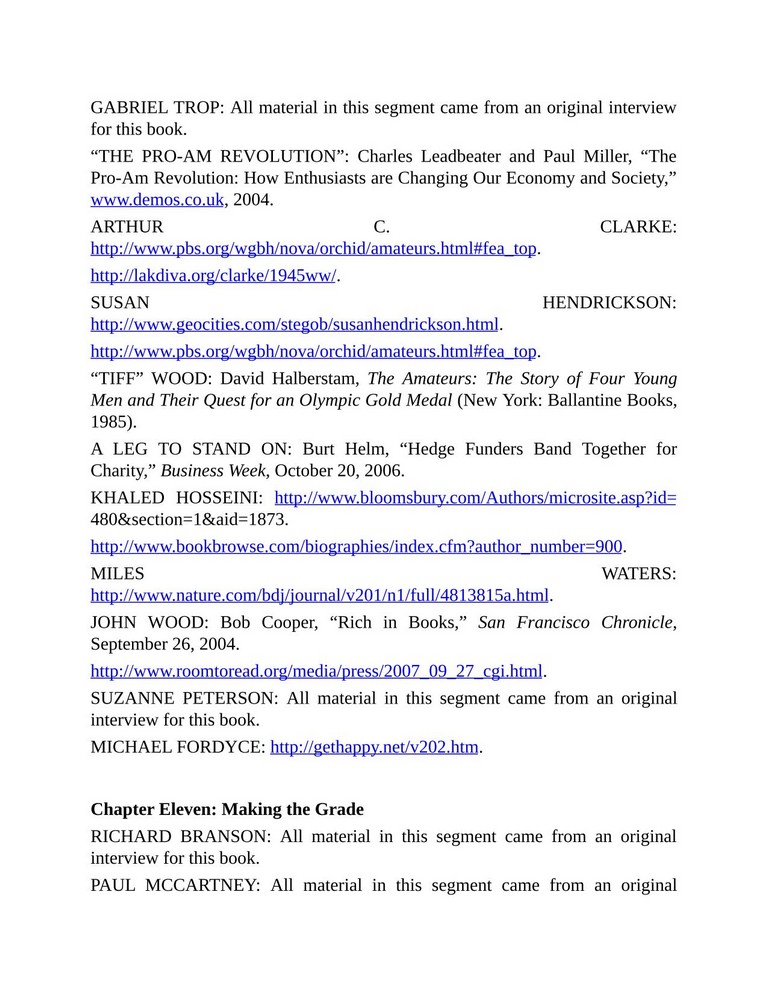 GABRIEL TROP: All material in this segment came from an original interview
for this book.
“THE PRO-AM REVOLUTION”: Charles Leadbeater and Paul Miller, “The
Pro-Am Revolution: How Enthusiasts are Changing Our Economy and Society,”
www.demos.co.uk, 2004.
ARTHUR C. CLARKE:
http://www.pbs.org/wgbh/nova/orchid/amateurs.html#fea_top.
http://lakdiva.org/clarke/1945ww/.
SUSAN HENDRICKSON:
http://www.geocities.com/stegob/susanhendrickson.html.
http://www.pbs.org/wgbh/nova/orchid/amateurs.html#fea_top.
“TIFF” WOOD: David Halberstam, The Amateurs: The Story of Four Young
Men and Their Quest for an Olympic Gold Medal (New York: Ballantine Books,
1985).
A LEG TO STAND ON: Burt Helm, “Hedge Funders Band Together for
Charity,” Business Week, October 20, 2006.
KHALED HOSSEINI: http://www.bloomsbury.com/Authors/microsite.asp?id=
480&section=1&aid=1873.
http://www.bookbrowse.com/biographies/index.cfm?author_number=900.
MILES WATERS:
http://www.nature.com/bdj/journal/v201/n1/full/4813815a.html.
JOHN WOOD: Bob Cooper, “Rich in Books,” San Francisco Chronicle,
September 26, 2004.
http://www.roomtoread.org/media/press/2007_09_27_cgi.html.
SUZANNE PETERSON: All material in this segment came from an original
interview for this book.
MICHAEL FORDYCE: http://gethappy.net/v202.htm.
Chapter Eleven: Making the Grade
RICHARD BRANSON: All material in this segment came from an original
interview for this book.
PAUL MCCARTNEY: All material in this segment came from an original